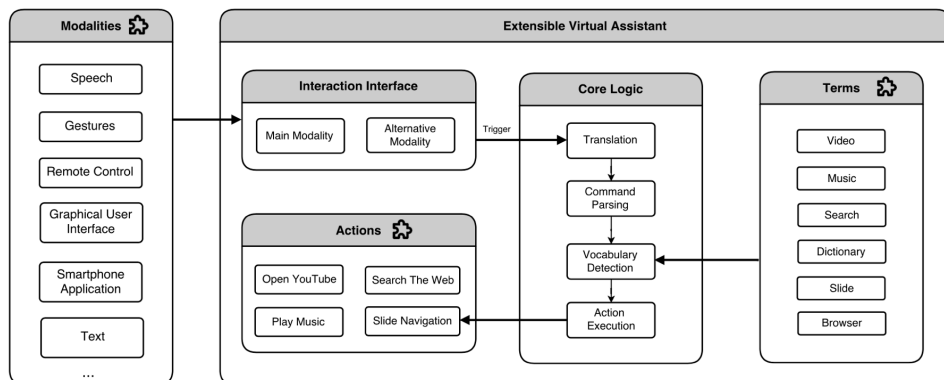 Modalities
Speech
Gestures
Remote Control
Graphical User
Interface
Smartphone
Application
Text
...
Extensible Virtual Assistant
Interaction Interface
Main Modality
Alternative
Modality
Trigger
Actions
Open YouTube
Search The Web
Play Music
Slide Navigation
Core Logic
Translation
Command
Parsing
Vocabulary
Detection
Action
Execution
Terms
Video
Music
Search
Dictionary
Slide
Browser